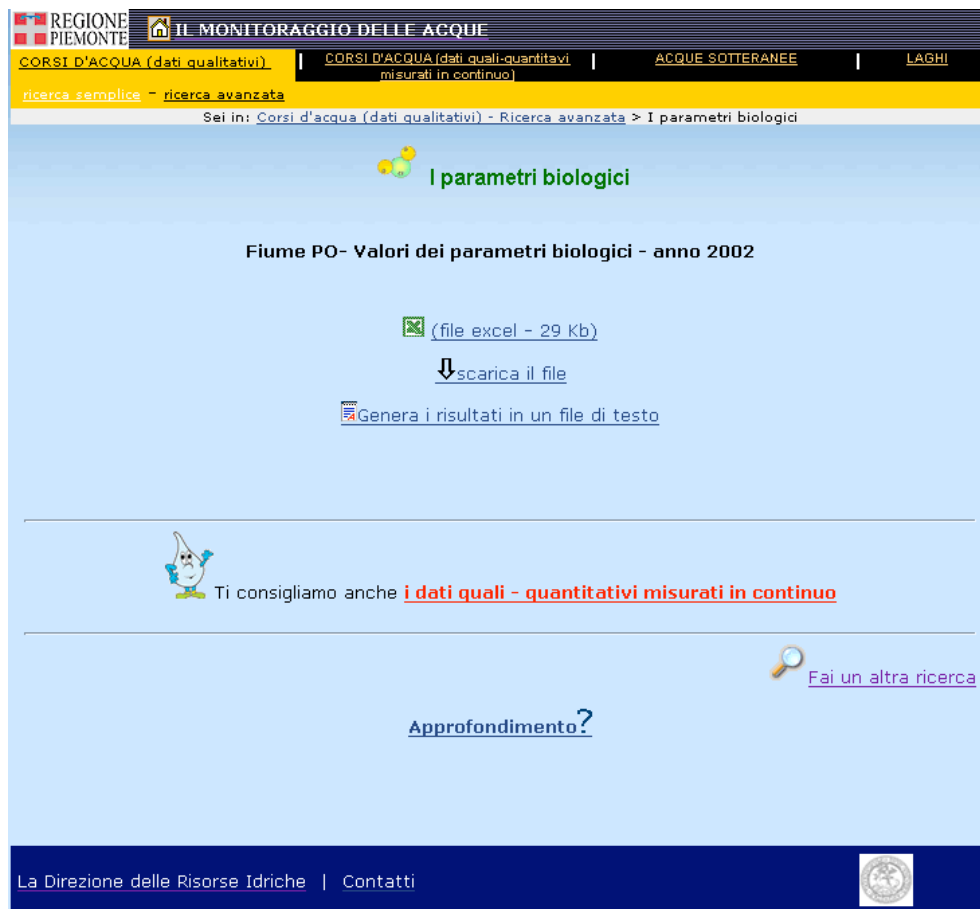 REGIONE
PIEMONTE
IL MONITORAGGIO DELLE ACQUE
CORSI D'ACQUA (dati qualitativi)
CORSI D'ACQUA (dati quali-quantitavi
misurati in continuo)
ACQUE SOTTERANEE
LAGHI
ricerca semplice - ricerca avanzata
Sei in: Corsi d'acqua (dati qualitativi) - Ricerca avanzata > I parametri biologici
I parametri biologici
Fiume PO- Valori dei parametri biologici - anno 2002
(file excel - 29 Kb)
scarica il file
Genera i risultati in un file di testo
Ti consigliamo anche i dati quali - quantitativi misurati in continuo
Fai un altra ricerca
Approfondimento?
La Direzione delle Risorse Idriche | Contatti